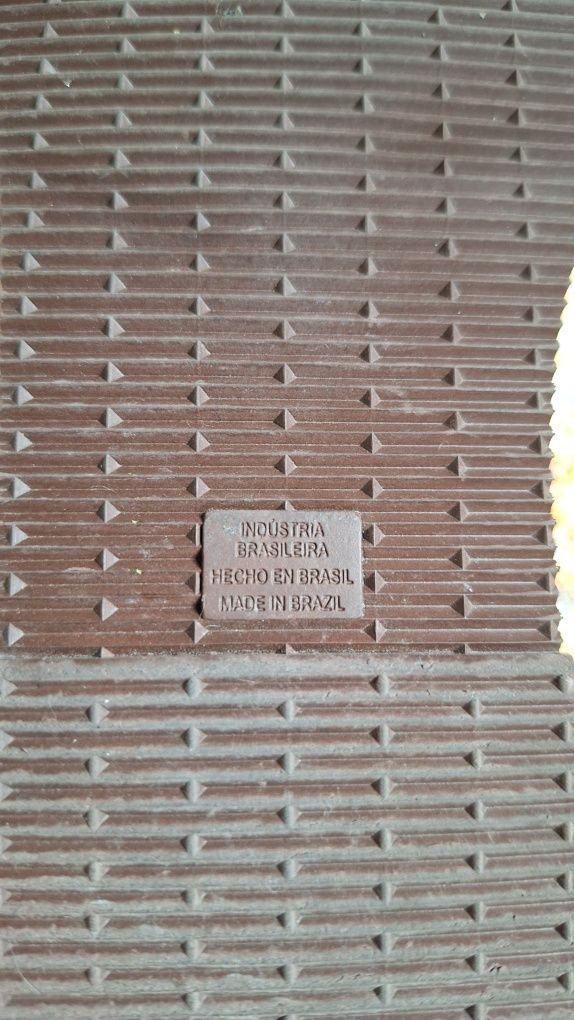 INDÚSTRIA
BRASILEIRA
HECHO EN BRASIL
MADE IN BRAZIL